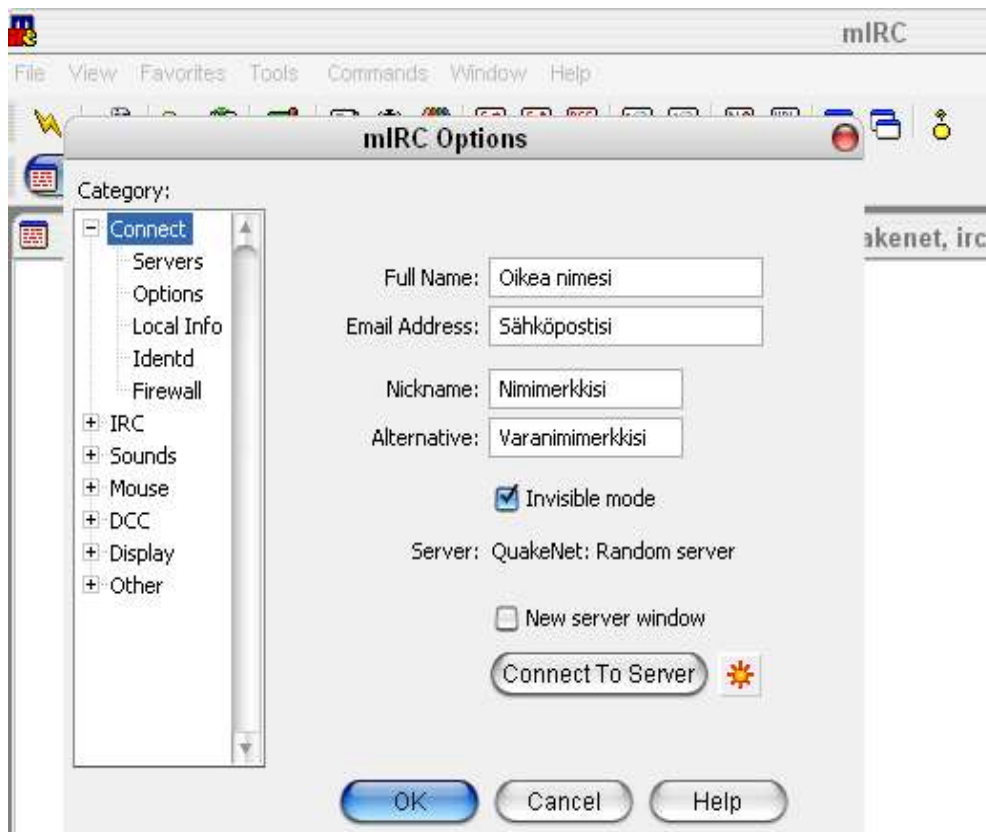 mIRC
File View Favorites Tools Commands Window Help
mIRC Options
Category:
akenet, irc
Connect
Servers
Options
Local Info
Identd
Firewall
IRC
Sounds
Mouse
DCC
Display
Other
Full Name: Oikea nimesi
Email Address: Sähköpostisi
Nickname: Nimimerkkisi
Alternative: Varanimimerkkisi
Invisible mode
Server: QuakeNet: Random server
New server window
Connect To Server
OK Cancel Help